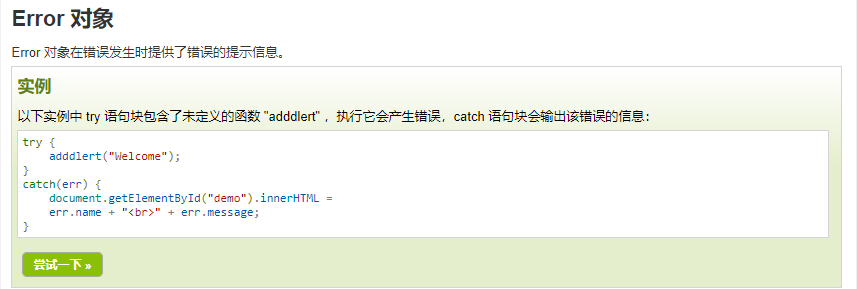 Error 对象
Error 对象在错误发生时提供了错误的提示信息。
实例
以下实例中 try 语句块包含了未定义的函数 "adddlert" ，执行它会产生错误，catch 语句块会输出该错误的信息：
try {
    adddlert("Welcome");
}
catch(err) {
    document.getElementById("demo").innerHTML =
    err.name + "<br>" + err.message;
}
尝试一下 »